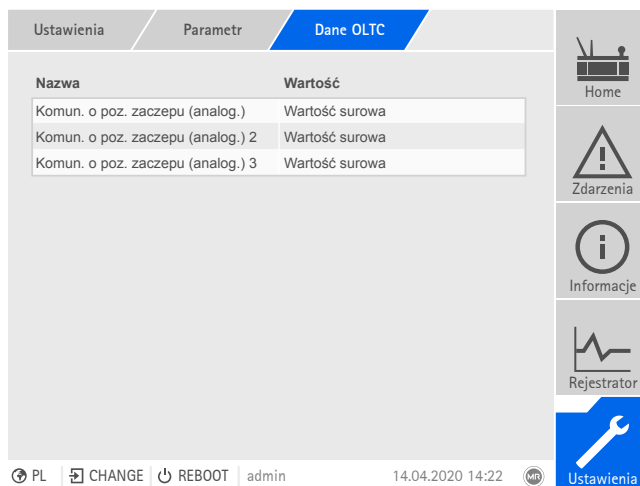 Ustawienia Parametr Dane OLTC
Nazwa Wartość
Komun. o poz. zaczepu (analog.) Wartość surowa
Komun. o poz. zaczepu (analog.) 2 Wartość surowa
Komun. o poz. zaczepu (analog.) 3 Wartość surowa
Home
Zdarzenia
Informacje
Rejestrator
Ustawienia
PL CHANGE REBOOT admin 14.04.2020 14:22 MR